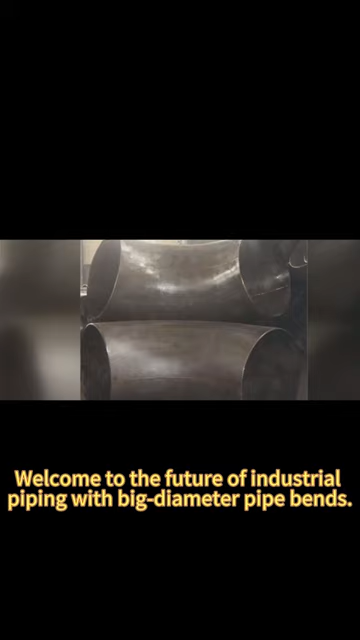 Welcome to the future of industrial
piping with big-diameter pipe bends.